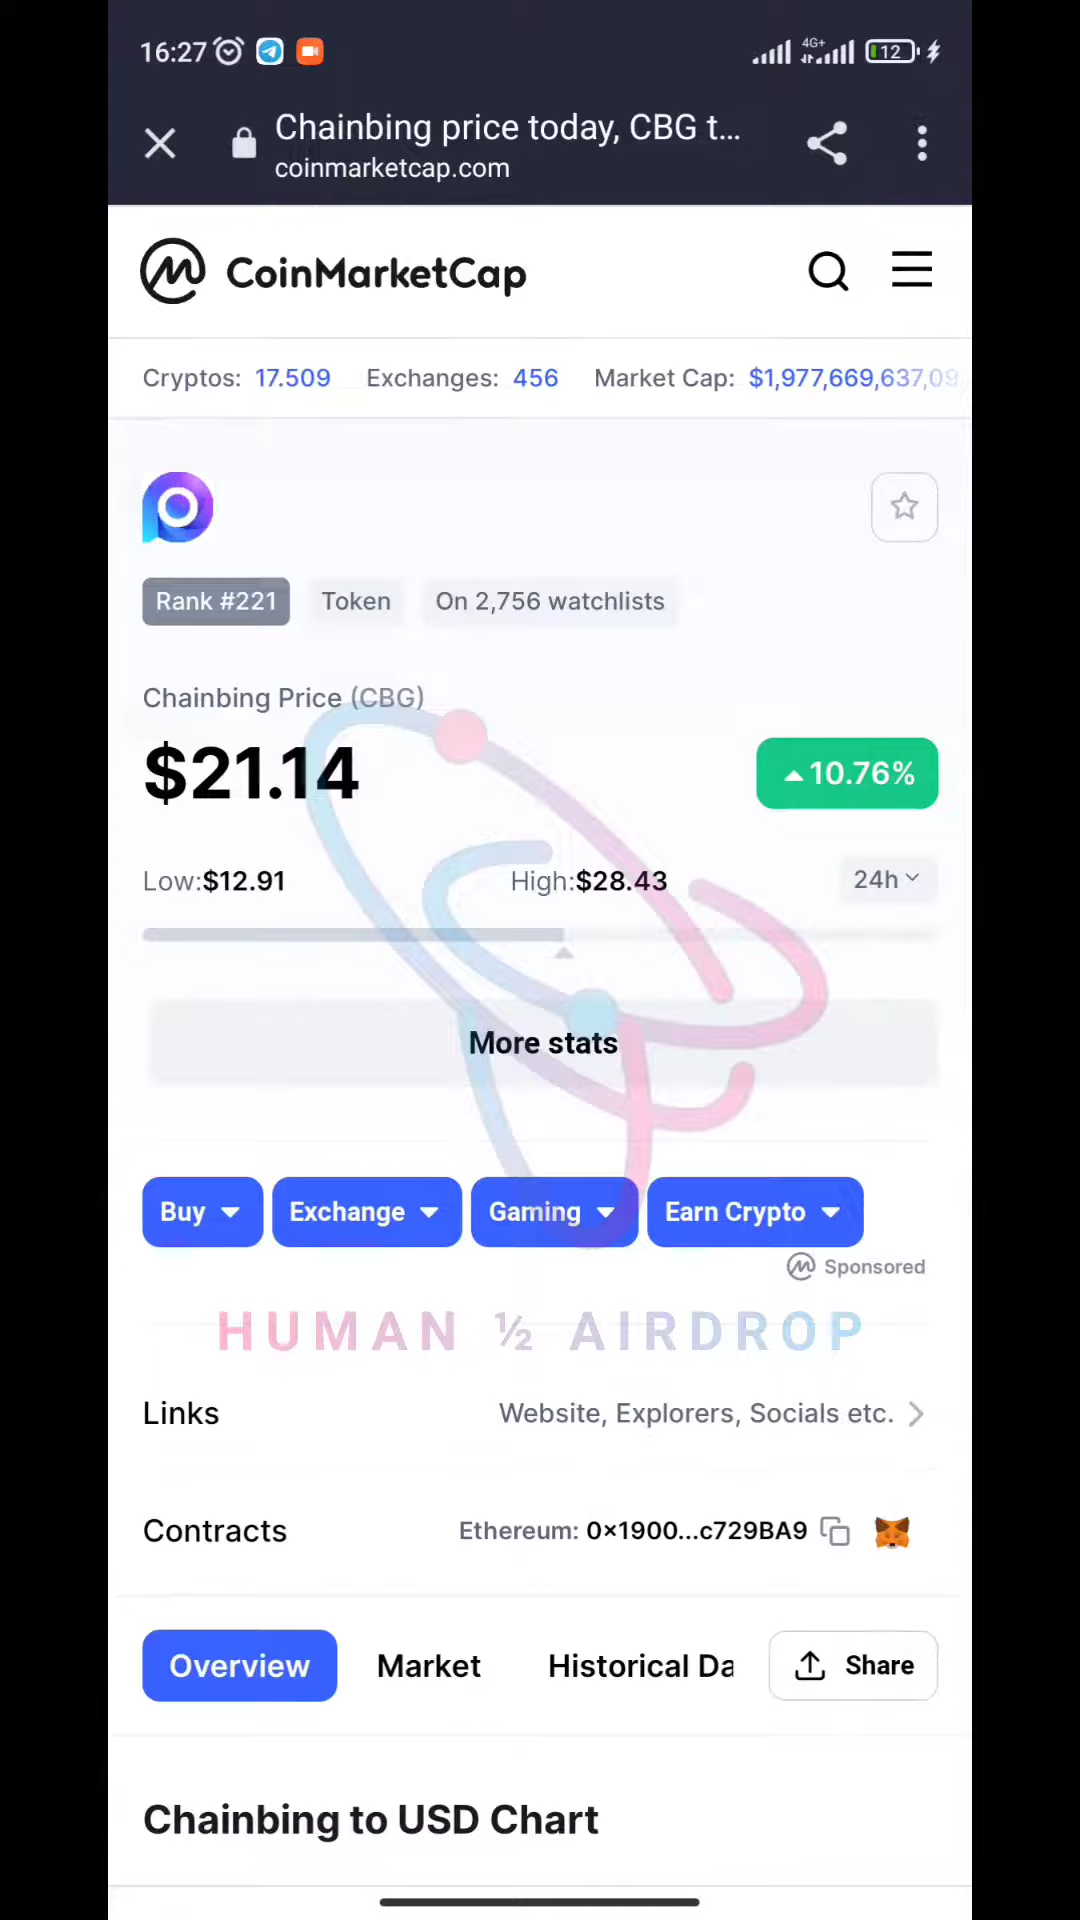 16:27 4G+ 12
Chainbing price today, CBG t...
coinmarketcap.com
CoinMarketCap
Cryptos: 17.509 Exchanges: 456 Market Cap: $1,977,669,637,09
Rank #221 Token On 2,756 watchlists
Chainbing Price (CBG)
$21.14 10.76%
Low:$12.91 High:$28.43 24h
More stats
Buy Exchange Gaming Earn Crypto
Sponsored
HUMAN ½ AIRDROP
Links Website, Explorers, Socials etc.
Contracts Ethereum: 0x1900...c729BA9
Overview Market Historical Da Share
Chainbing to USD Chart